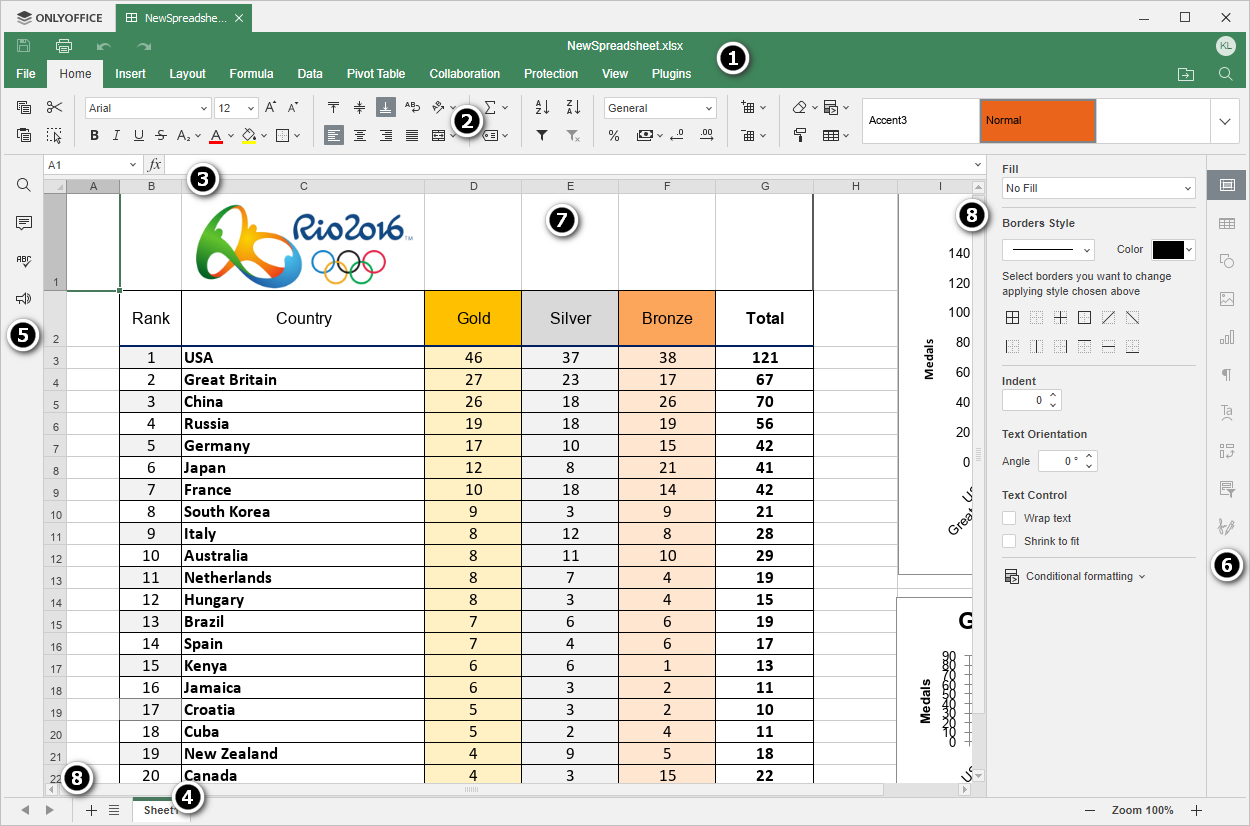 ONLYOFFICE
NewSpreadshe...
NewSpreadsheet.xlsx
KL
1
File Home Insert Layout Formula Data Pivot Table Collaboration Protection View Plugins
Arial 12 General
Accent3 Normal
2
A1 fx
3
A B C D E F G H I
Rio2016™
7
8
1
2 Rank Country Gold Silver Bronze Total
3 1 USA 46 37 38 121
4 2 Great Britain 27 23 17 67
5 3 China 26 18 26 70
6 4 Russia 19 18 19 56
7 5 Germany 17 10 15 42
8 6 Japan 12 8 21 41
9 7 France 10 18 14 42
10 8 South Korea 9 3 9 21
11 9 Italy 8 12 8 28
12 10 Australia 8 11 10 29
13 11 Netherlands 8 7 4 19
14 12 Hungary 8 3 4 15
15 13 Brazil 7 6 6 19
16 14 Spain 7 4 6 17
17 15 Kenya 6 6 1 13
18 16 Jamaica 6 3 2 11
19 17 Croatia 5 3 2 10
20 18 Cuba 5 2 4 11
21 19 New Zealand 4 9 5 18
22 20 Canada 4 3 15 22
140
120
100
80
60
40
20
0
Medals
G
90
80
70
60
50
40
30
20
10
0
Medals
5
8
4
Sheet1
Fill
No Fill
Borders Style
Color
Select borders you want to change
applying style chosen above
Indent
0
Text Orientation
Angle 0 °
Text Control
Wrap text
Shrink to fit
Conditional formatting
6
Zoom 100%